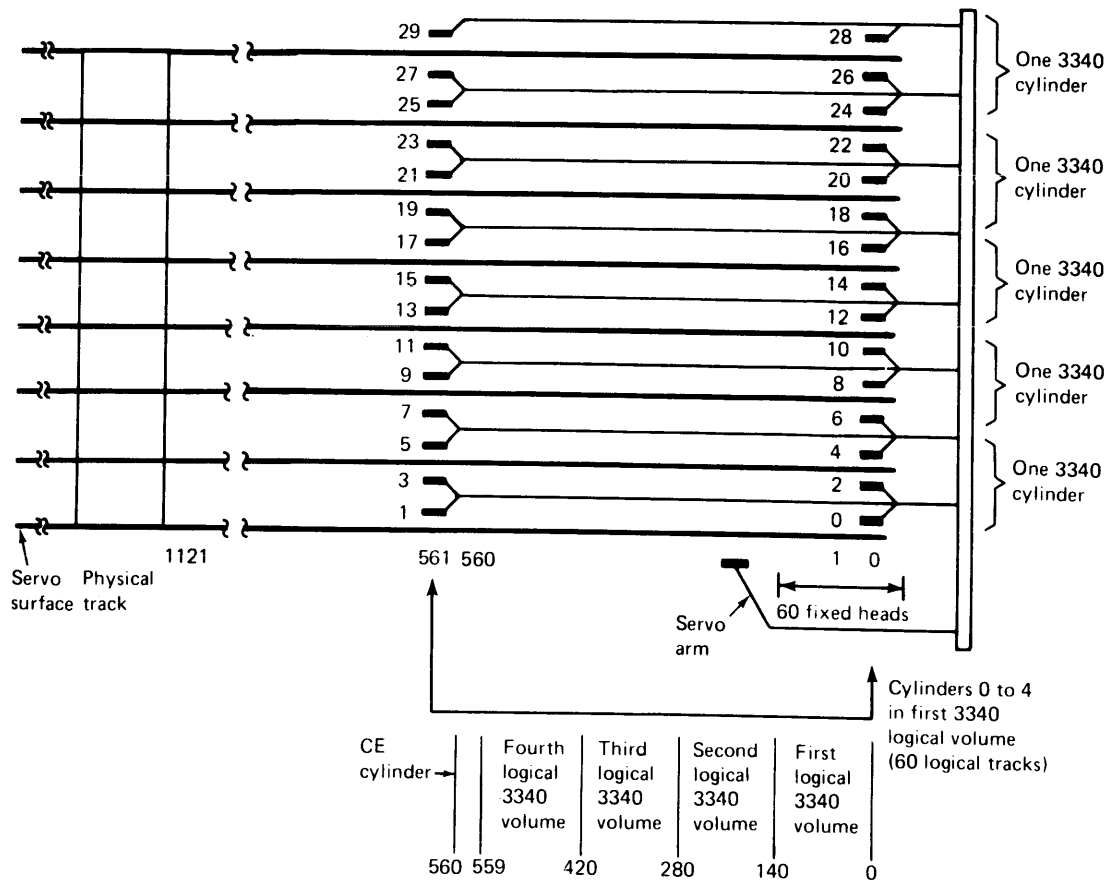 29
28
One 3340
cylinder
27
26
25
24
23
22
One 3340
cylinder
21
20
19
18
17
16
One 3340
cylinder
15
14
13
12
11
10
One 3340
cylinder
9
8
7
6
5
4
One 3340
cylinder
3
2
1
0
1121
561 560
1 0
Servo Physical
surface track
60 fixed heads
Servo
arm
Cylinders 0 to 4
in first 3340
logical volume
(60 logical tracks)
CE
cylinder
Fourth
logical
3340
volume
Third
logical
3340
volume
Second
logical
3340
volume
First
logical
3340
volume
560 559 420 280 140 0